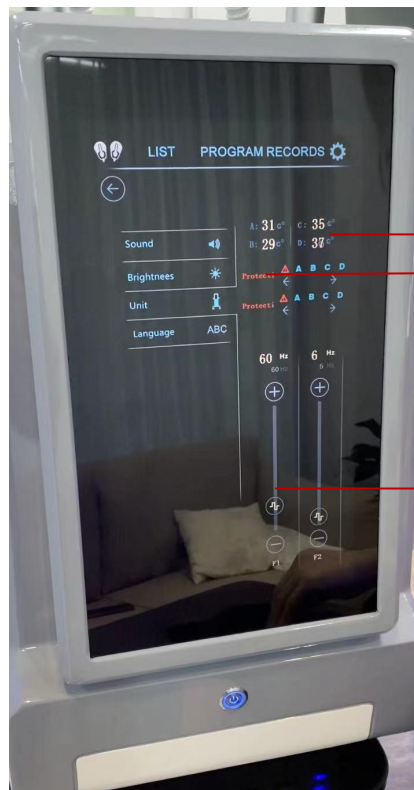 LIST PROGRAM RECORDS
A: 31 C° C: 35 C°
B: 29 C° D: 37 C°
Sound
Brightnees
Unit
Language ABC
Protecti A B C D
Protecti A B C D
60 Hz 6 Hz
60 Hz 6 Hz
F1 F2